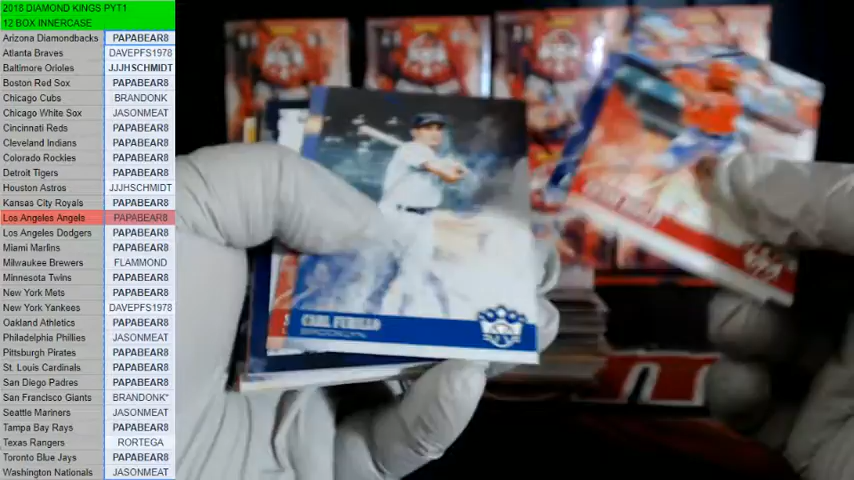 2018 DIAMOND KINGS PYT1
12 BOX INNERCASE
Arizona Diamondbacks PAPABEAR8
Atlanta Braves DAVEPFS1978
Baltimore Orioles JJJHSCHMIDT
Boston Red Sox PAPABEAR8
Chicago Cubs BRANDONK
Chicago White Sox JASONMEAT
Cincinnati Reds PAPABEAR8
Cleveland Indians PAPABEAR8
Colorado Rockies PAPABEAR8
Detroit Tigers PAPABEAR8
Houston Astros JJJHSCHMIDT
Kansas City Royals PAPABEAR8
Los Angeles Angels PAPABEAR8
Los Angeles Dodgers PAPABEAR8
Miami Marlins PAPABEAR8
Milwaukee Brewers FLAMMOND
Minnesota Twins PAPABEAR8
New York Mets PAPABEAR8
New York Yankees DAVEPFS1978
Oakland Athletics PAPABEAR8
Philadelphia Phillies JASONMEAT
Pittsburgh Pirates PAPABEAR8
St. Louis Cardinals PAPABEAR8
San Diego Padres PAPABEAR8
San Francisco Giants BRANDONK*
Seattle Mariners JASONMEAT
Tampa Bay Rays PAPABEAR8
Texas Rangers RORTEGA
Toronto Blue Jays PAPABEAR8
Washington Nationals JASONMEAT
CARL FURILLO
BROOKLYN